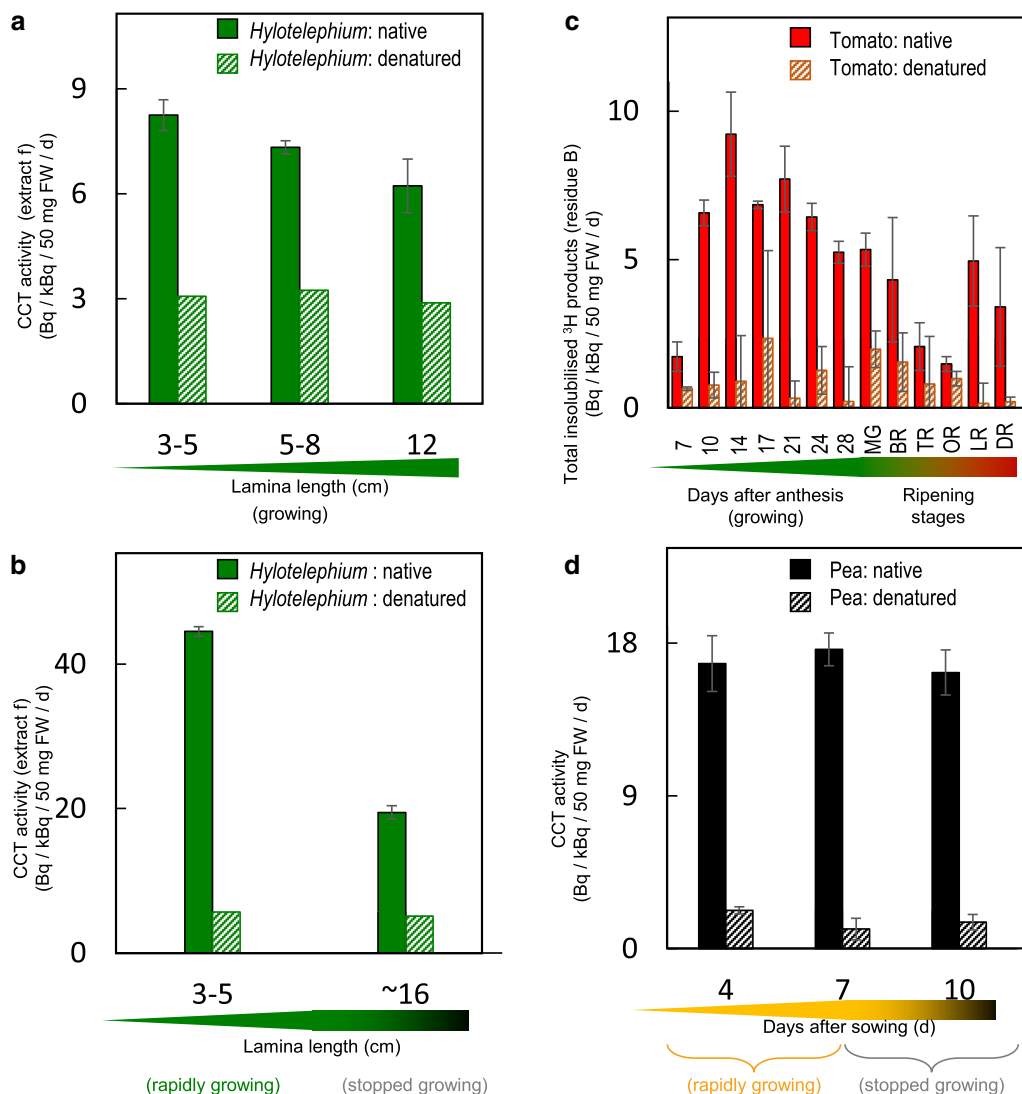 a
Hylotelephium: native
Hylotelephium: denatured
CCT activity (extract f)
(Bq / kBq / 50 mg FW / d)
9
6
3
0
3-5 5-8 12
Lamina length (cm)
(growing)
b
Hylotelephium : native
Hylotelephium : denatured
CCT activity (extract f)
(Bq / kBq / 50 mg FW / d)
40
20
0
3-5 ~16
Lamina length (cm)
(rapidly growing) (stopped growing)
c
Tomato: native
Tomato: denatured
Total insolubilised ³H products (residue B)
(Bq / kBq / 50 mg FW / d)
10
5
0
7 10 14 17 21 24 28 MG BR TR OR LR DR
Days after anthesis Ripening
(growing) stages
d
Pea: native
Pea: denatured
CCT activity
(Bq / kBq / 50 mg FW / d)
18
9
0
4 7 10
Days after sowing (d)
(rapidly growing) (stopped growing)